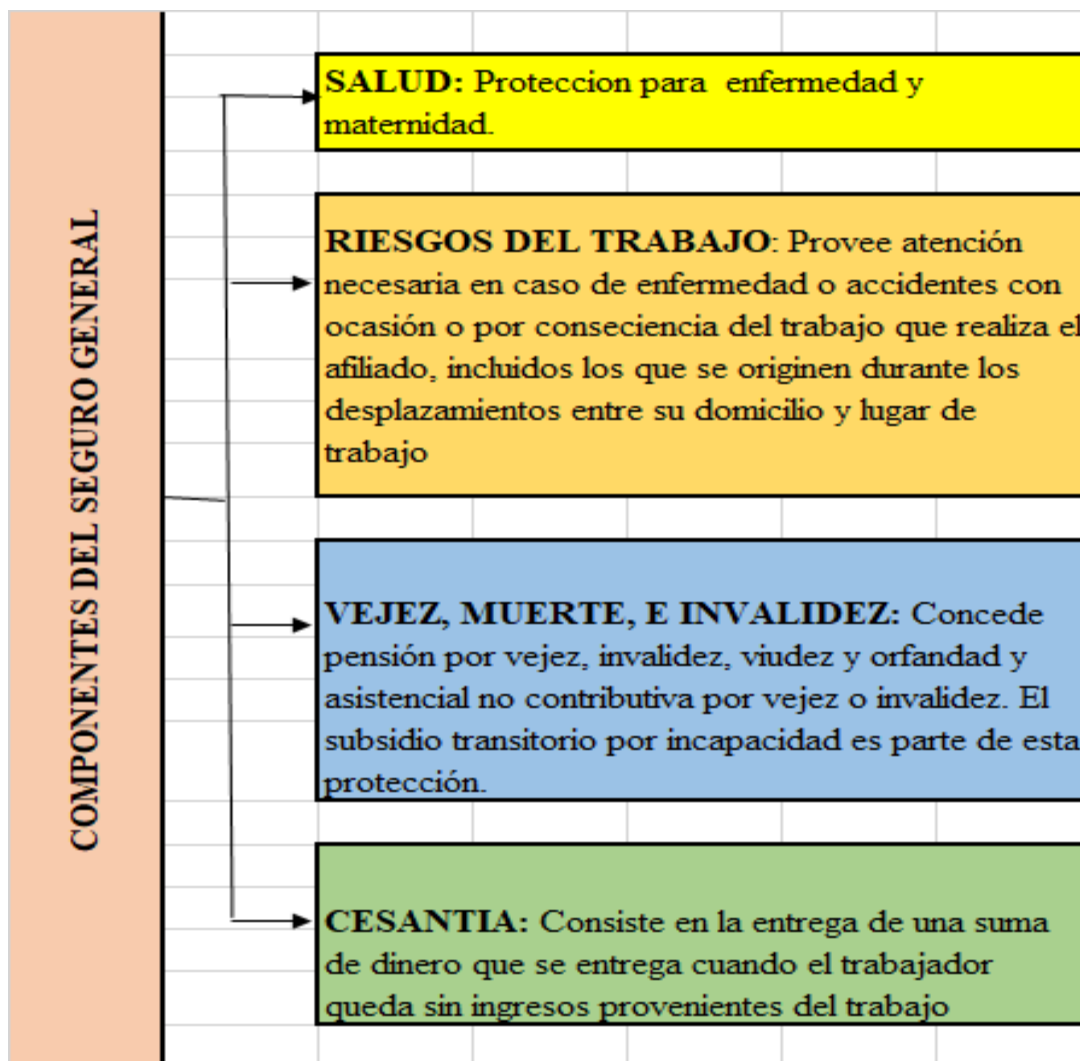 COMPONENTES DEL SEGURO GENERAL
SALUD: Proteccion para enfermedad y
maternidad.
RIESGOS DEL TRABAJO: Provee atención
necesaria en caso de enfermedad o accidentes con
ocasión o por conseciencia del trabajo que realiza el
afiliado, incluidos los que se originen durante los
desplazamientos entre su domicilio y lugar de
trabajo
VEJEZ, MUERTE, E INVALIDEZ: Concede
pensión por vejez, invalidez, viudez y orfandad y
asistencial no contributiva por vejez o invalidez. El
subsidio transitorio por incapacidad es parte de esta
protección.
CESANTIA: Consiste en la entrega de una suma
de dinero que se entrega cuando el trabajador
queda sin ingresos provenientes del trabajo